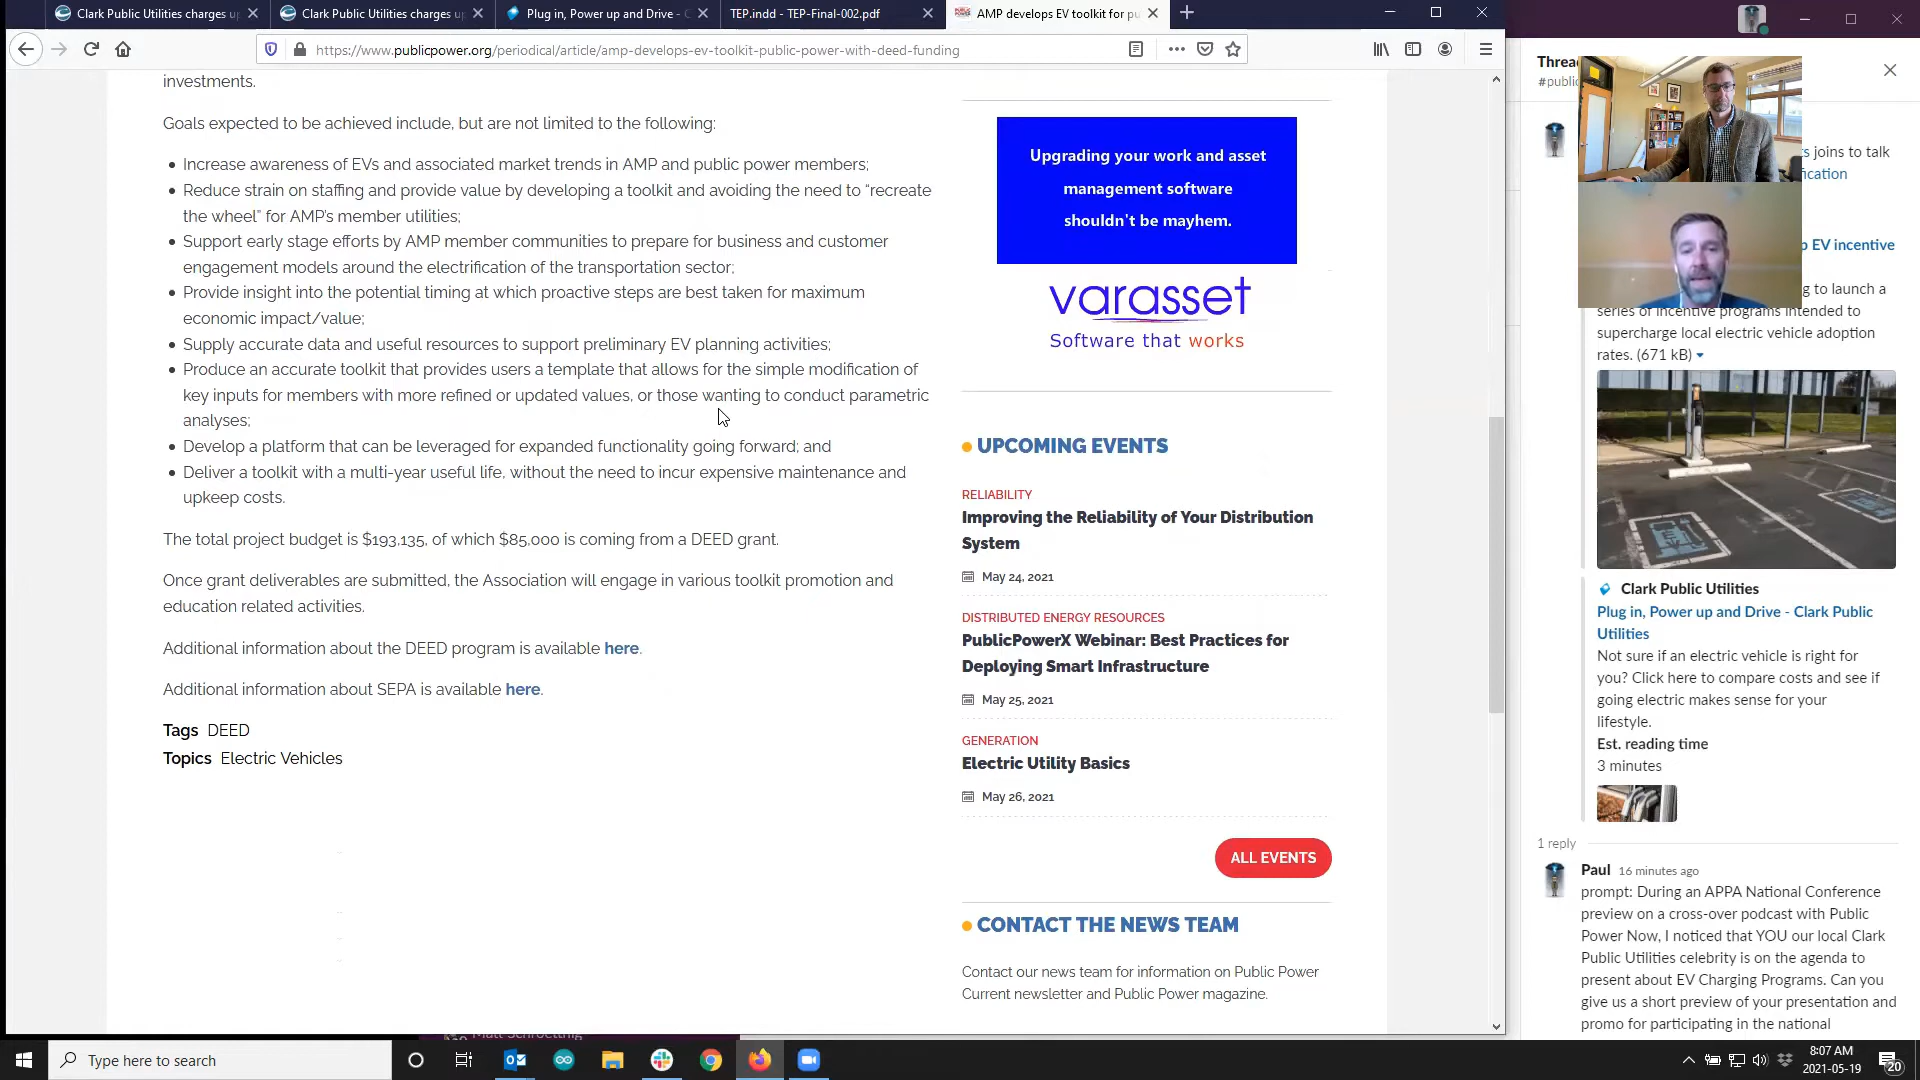 Clark Public Utilities charges up
Clark Public Utilities charges up
Plug in, Power up and Drive - C
TEP.indd - TEP-Final-002.pdf
AMP develops EV toolkit for pu
https://www.publicpower.org/periodical/article/amp-develops-ev-toolkit-public-power-with-deed-funding
investments.
Goals expected to be achieved include, but are not limited to the following:
Increase awareness of EVs and associated market trends in AMP and public power members;
Reduce strain on staffing and provide value by developing a toolkit and avoiding the need to “recreate
the wheel” for AMP’s member utilities;
Support early stage efforts by AMP member communities to prepare for business and customer
engagement models around the electrification of the transportation sector;
Provide insight into the potential timing at which proactive steps are best taken for maximum
economic impact/value;
Supply accurate data and useful resources to support preliminary EV planning activities;
Produce an accurate toolkit that provides users a template that allows for the simple modification of
key inputs for members with more refined or updated values, or those wanting to conduct parametric
analyses;
Develop a platform that can be leveraged for expanded functionality going forward; and
Deliver a toolkit with a multi-year useful life, without the need to incur expensive maintenance and
upkeep costs.
The total project budget is $193,135, of which $85,000 is coming from a DEED grant.
Once grant deliverables are submitted, the Association will engage in various toolkit promotion and
education related activities.
Additional information about the DEED program is available here.
Additional information about SEPA is available here.
Tags DEED
Topics Electric Vehicles
Upgrading your work and asset
management software
shouldn't be mayhem.
varasset
Software that works
UPCOMING EVENTS
RELIABILITY
Improving the Reliability of Your Distribution
System
May 24, 2021
DISTRIBUTED ENERGY RESOURCES
PublicPowerX Webinar: Best Practices for
Deploying Smart Infrastructure
May 25, 2021
GENERATION
Electric Utility Basics
May 26, 2021
ALL EVENTS
CONTACT THE NEWS TEAM
Contact our news team for information on Public Power
Current newsletter and Public Power magazine.
Threa
#public
s joins to talk
ification
p EV incentive
g to launch a
series of incentive programs intended to
supercharge local electric vehicle adoption
rates. (671 kB)
Clark Public Utilities
Plug in, Power up and Drive - Clark Public
Utilities
Not sure if an electric vehicle is right for
you? Click here to compare costs and see if
going electric makes sense for your
lifestyle.
Est. reading time
3 minutes
1 reply
Paul 16 minutes ago
prompt: During an APPA National Conference
preview on a cross-over podcast with Public
Power Now, I noticed that YOU our local Clark
Public Utilities celebrity is on the agenda to
present about EV Charging Programs. Can you
give us a short preview of your presentation and
promo for participating in the national
Type here to search
8:07 AM
2021-05-19
20